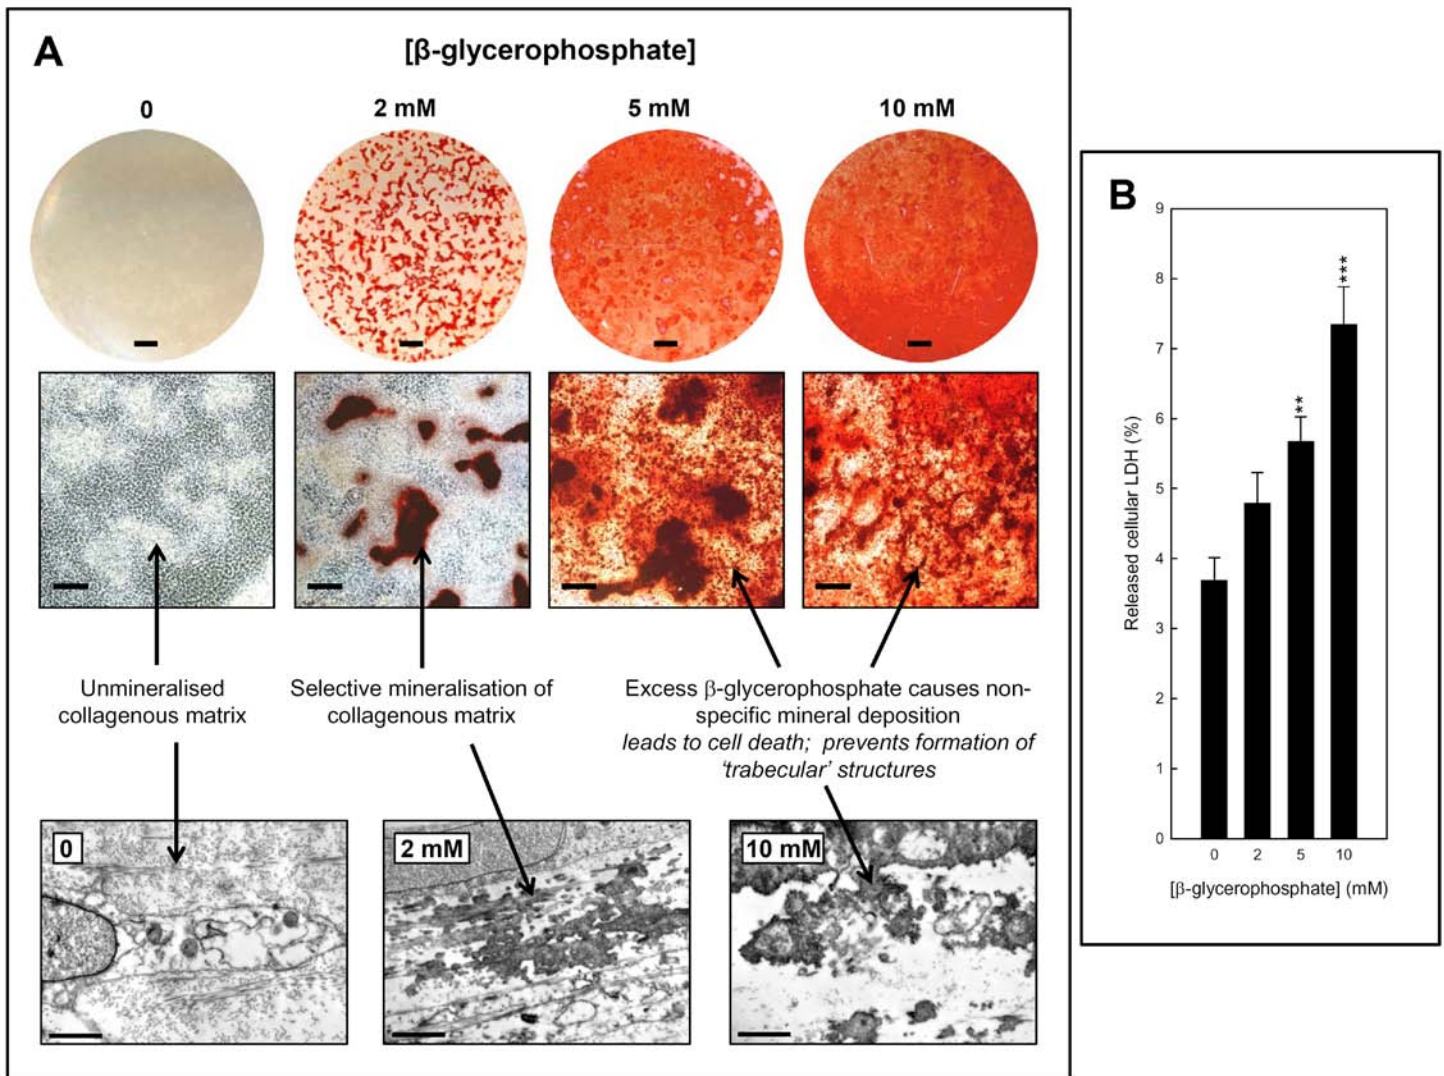 A
[β-glycerophosphate]
0
2 mM
5 mM
10 mM
Unmineralised
collagenous matrix
Selective mineralisation of
collagenous matrix
Excess β-glycerophosphate causes non-
specific mineral deposition
leads to cell death; prevents formation of
‘trabecular’ structures
0
2 mM
10 mM
B
9
8
7
6
5
4
3
2
1
0
Released cellular LDH (%)
**
***
0
2
5
10
[β-glycerophosphate] (mM)